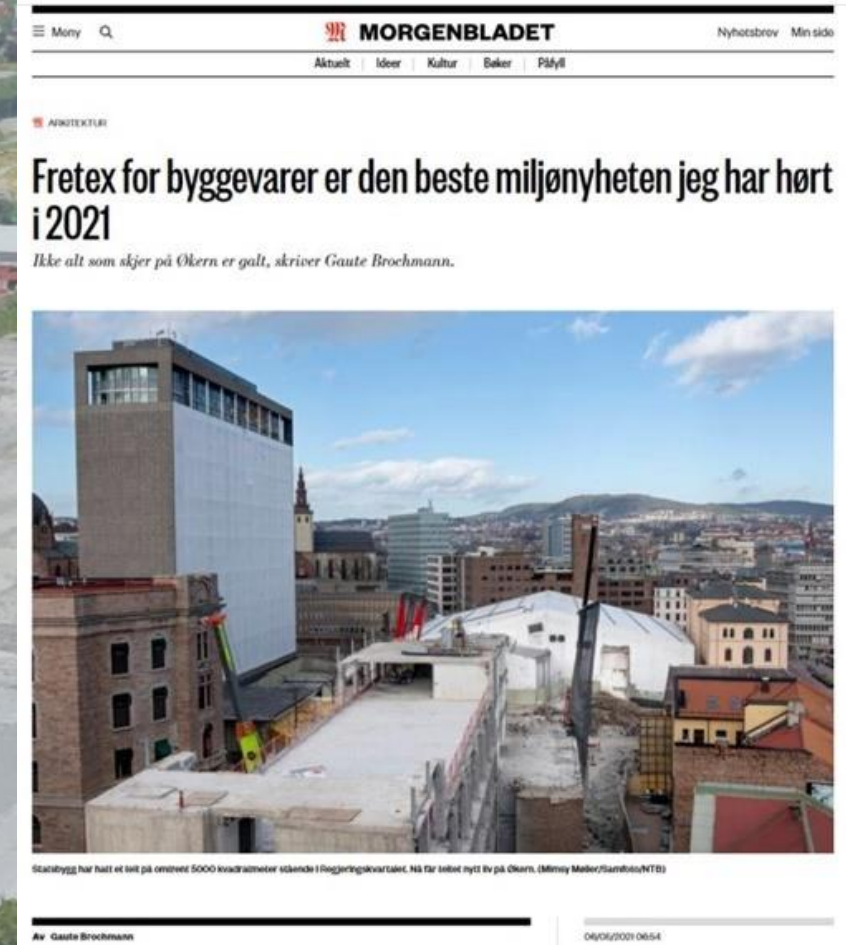 Meny
MORGENBLADET
Nyhetsbrev Min side
Aktuelt Ideer Kultur Bøker Påfyll
ARKITEKTUR
Fretex for byggevarer er den beste miljønyheten jeg har hørt
i 2021
Ikke alt som skjer på Økern er galt, skriver Gaute Brochmann.
Statsbygg har hatt et telt på omtrent 5000 kvadratmeter stående i Regjeringskvartalet. Nå får teltet nytt liv på Økern. (Mimsy Møller/Samfoto/NTB)
Av Gaute Brochmann
06:54